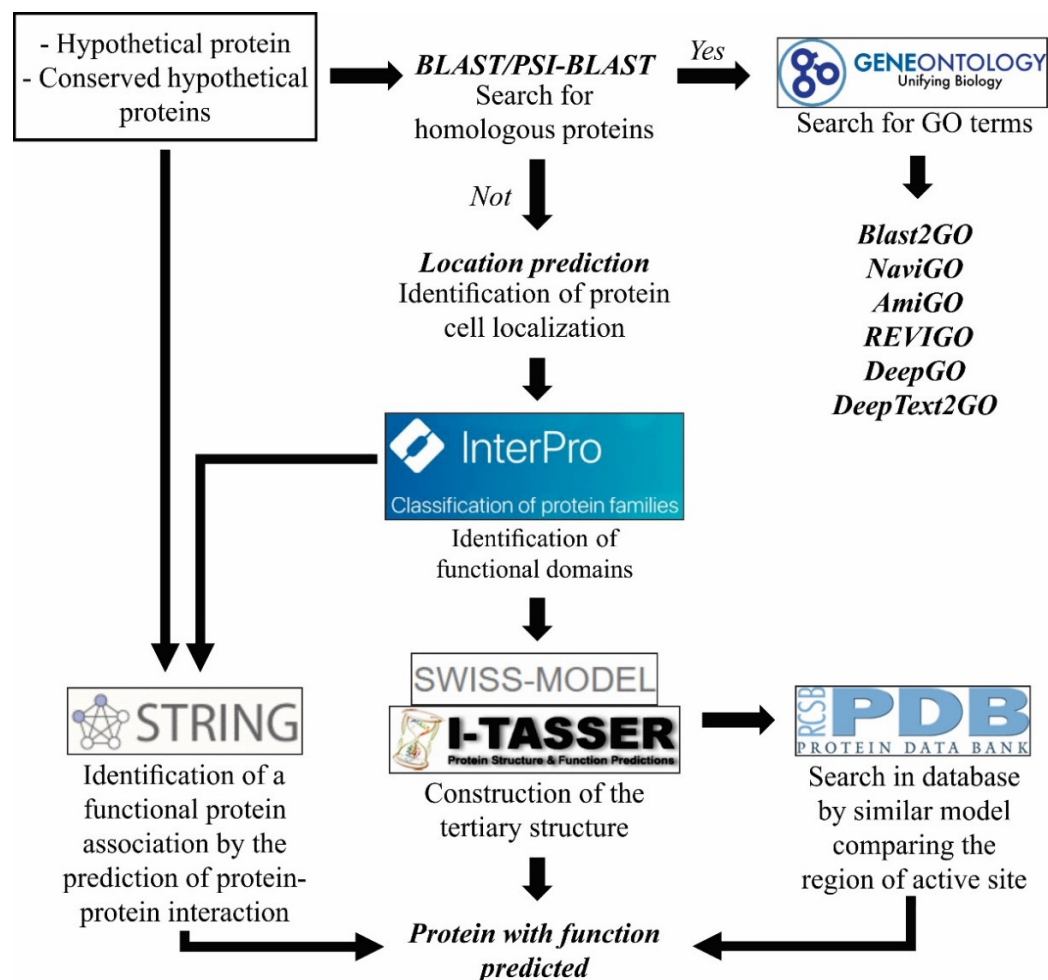 - Hypothetical protein
- Conserved hypothetical
proteins
BLAST/PSI-BLAST
Search for
homologous proteins
Yes
GENEONTOLOGY
Unifying Biology
Search for GO terms
Not
Blast2GO
NaviGO
AmiGO
REVIGO
DeepGO
DeepText2GO
Location prediction
Identification of protein
cell localization
InterPro
Classification of protein families
Identification of
functional domains
STRING
Identification of a
functional protein
association by the
prediction of protein-
protein interaction
SWISS-MODEL
I-TASSER
Protein Structure & Function Predictions
Construction of the
tertiary structure
RCSB
PDB
PROTEIN DATA BANK
Search in database
by similar model
comparing the
region of active site
Protein with function
predicted